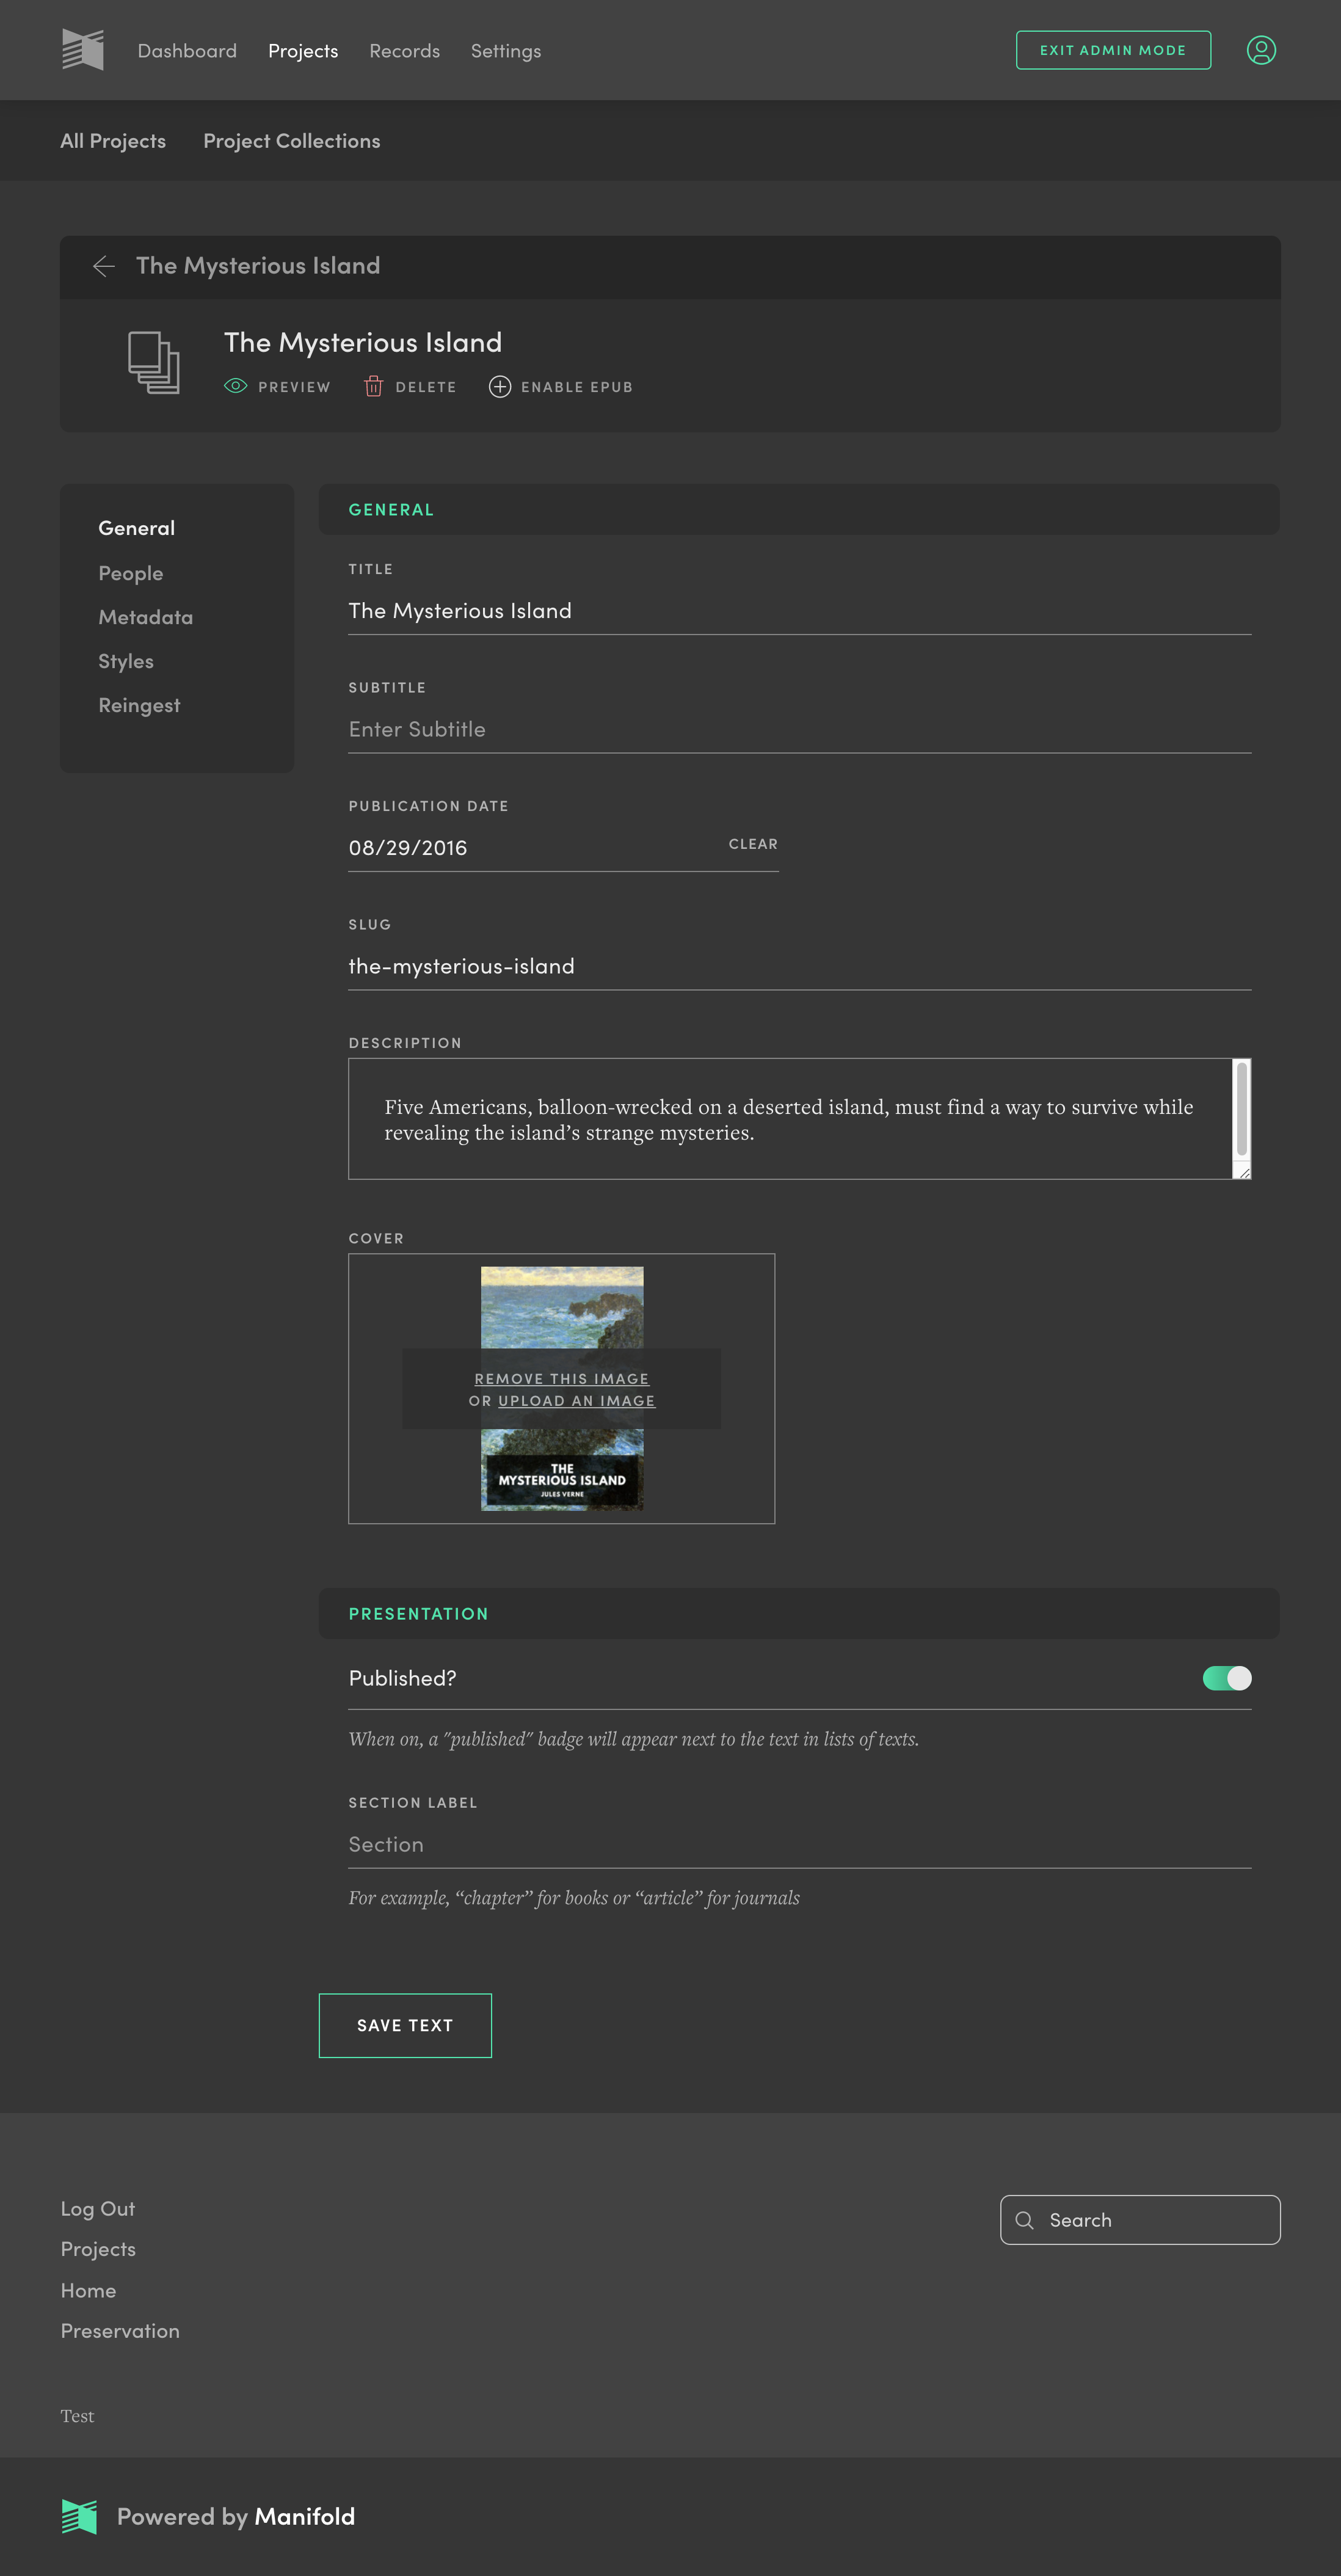 Dashboard Projects Records Settings EXIT ADMIN MODE
All Projects Project Collections
The Mysterious Island
The Mysterious Island
PREVIEW DELETE ENABLE EPUB
General
People
Metadata
Styles
Reingest
GENERAL
TITLE
The Mysterious Island
SUBTITLE
Enter Subtitle
PUBLICATION DATE
08/29/2016 CLEAR
SLUG
the-mysterious-island
DESCRIPTION
Five Americans, balloon-wrecked on a deserted island, must find a way to survive while
revealing the island’s strange mysteries.
COVER
REMOVE THIS IMAGE
OR UPLOAD AN IMAGE
THE
MYSTERIOUS ISLAND
JULES VERNE
PRESENTATION
Published?
When on, a "published" badge will appear next to the text in lists of texts.
SECTION LABEL
Section
For example, “chapter” for books or “article” for journals
SAVE TEXT
Log Out
Projects
Home
Preservation
Search
Test
Powered by Manifold